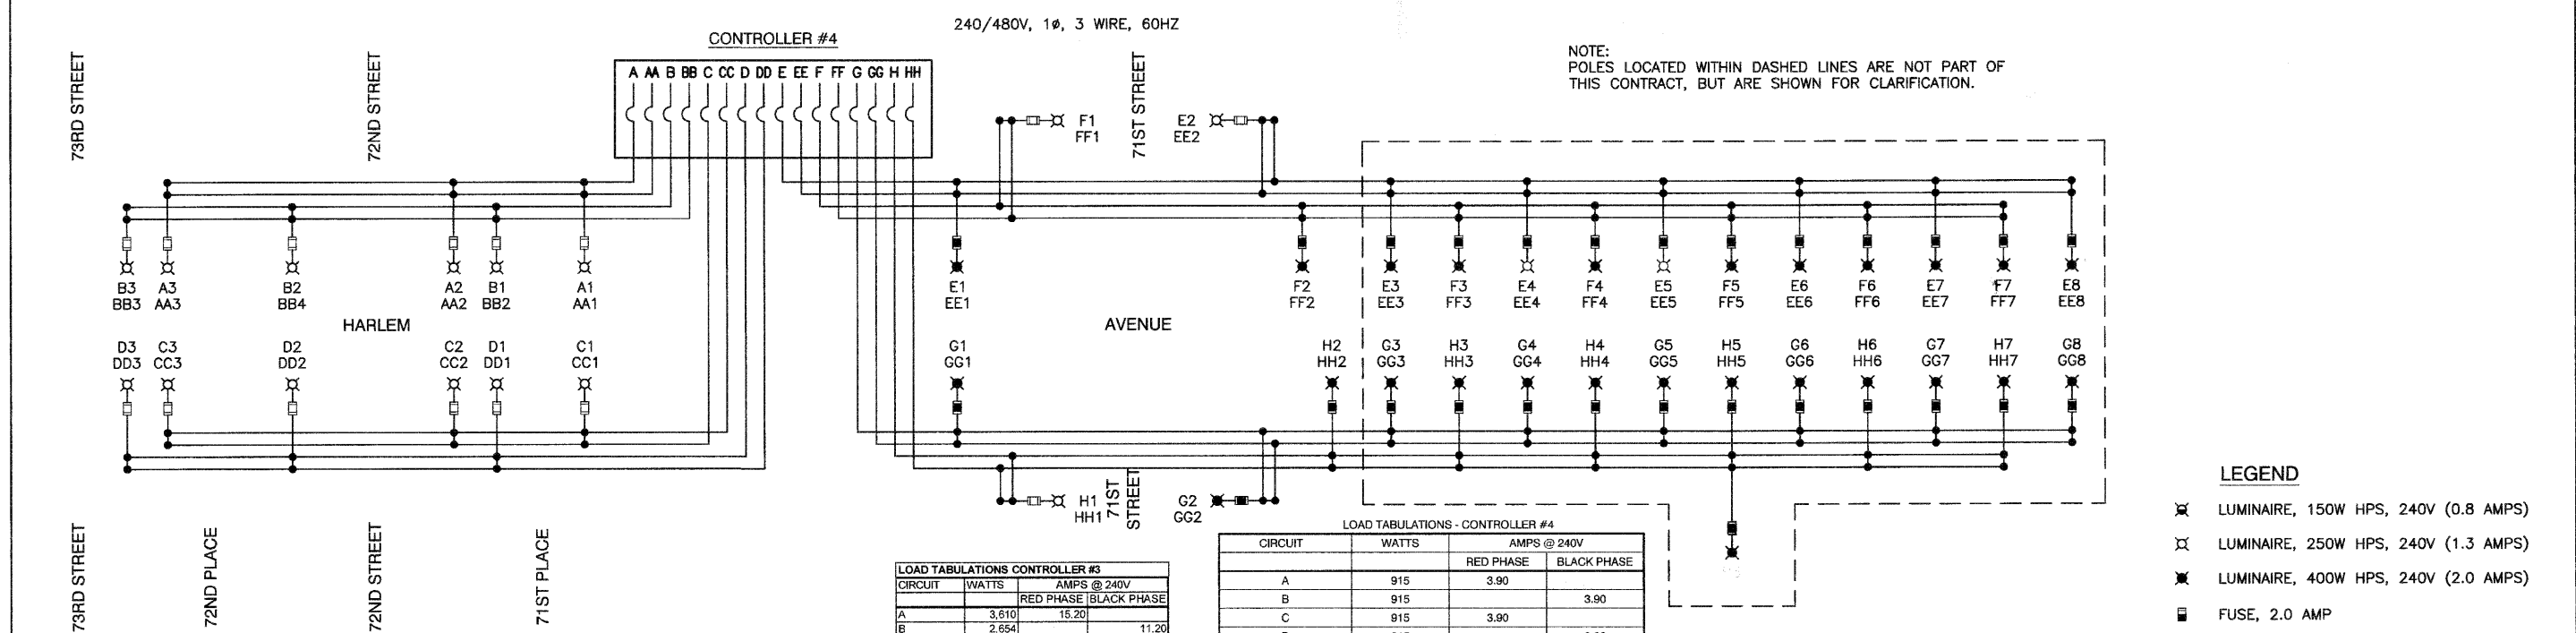 240/480V, 1ø, 3 WIRE, 60HZ
CONTROLLER #4
A AA B BB C CC D DD E EE F FF G GG H HH
NOTE:
POLES LOCATED WITHIN DASHED LINES ARE NOT PART OF
THIS CONTRACT, BUT ARE SHOWN FOR CLARIFICATION.
73RD STREET
72ND STREET
71ST STREET
F1
FF1
E2
EE2
B3 A3 B2 A2 B1 A1
BB3 AA3 BB4 AA2 BB2 AA1
E1 F2 E3 F3 E4 F4 E5 F5 E6 F6 E7 F7 E8
EE1 FF2 EE3 FF3 EE4 FF4 EE5 FF5 EE6 FF6 EE7 FF7 EE8
HARLEM AVENUE
D3 C3 D2 C2 D1 C1
DD3 CC3 DD2 CC2 DD1 CC1
G1 H2 G3 H3 G4 H4 G5 H5 G6 H6 G7 H7 G8
GG1 HH2 GG3 HH3 GG4 HH4 GG5 HH5 GG6 HH6 GG7 HH7 GG8
H1
HH1
71ST
STREET
G2
GG2
73RD STREET
72ND PLACE
72ND STREET
71ST PLACE
LOAD TABULATIONS CONTROLLER #3
CIRCUIT WATTS AMPS @ 240V
RED PHASE BLACK PHASE
A 3,610 15.20
B 2,654 11.20
LOAD TABULATIONS - CONTROLLER #4
CIRCUIT WATTS AMPS @ 240V
RED PHASE BLACK PHASE
A 915 3.90
B 915 3.90
C 915 3.90
LEGEND
LUMINAIRE, 150W HPS, 240V (0.8 AMPS)
LUMINAIRE, 250W HPS, 240V (1.3 AMPS)
LUMINAIRE, 400W HPS, 240V (2.0 AMPS)
FUSE, 2.0 AMP